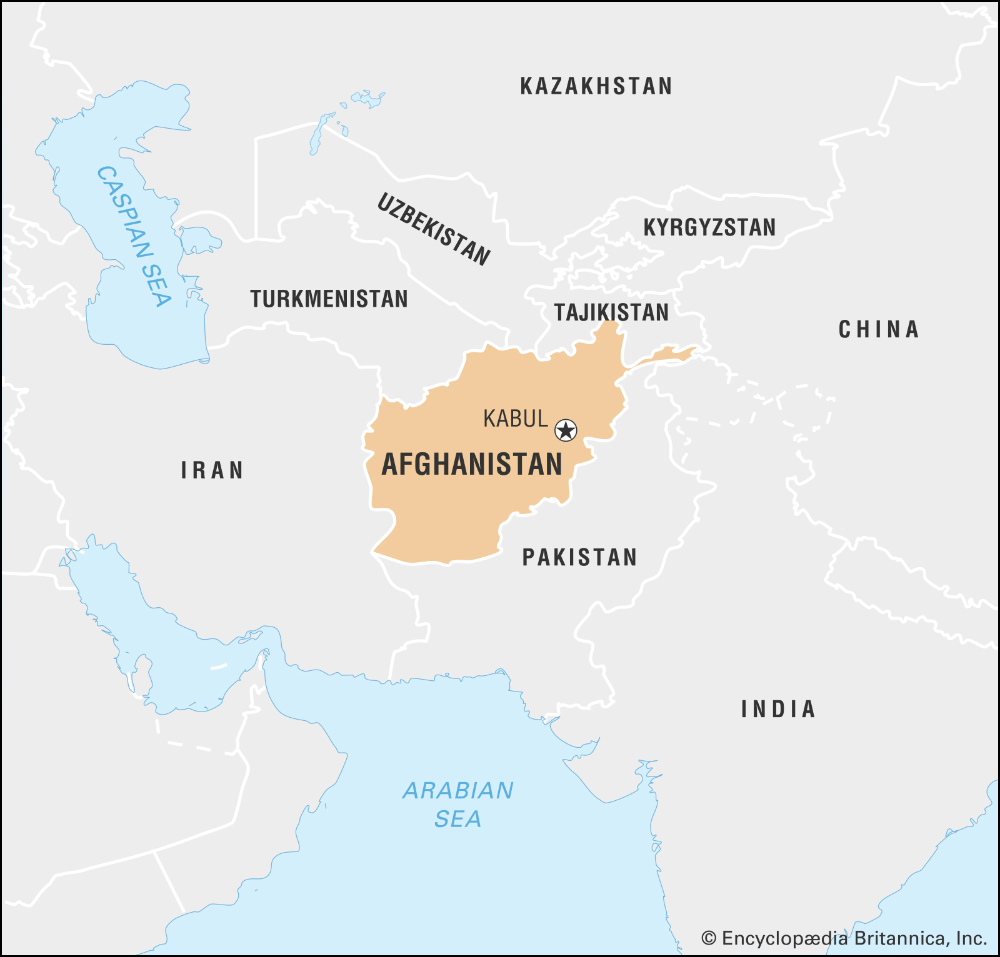 KAZAKHSTAN
CASPIAN SEA
UZBEKISTAN
KYRGYZSTAN
TURKMENISTAN
TAJIKISTAN
CHINA
KABUL
AFGHANISTAN
IRAN
PAKISTAN
INDIA
ARABIAN
SEA
© Encyclopædia Britannica, Inc.